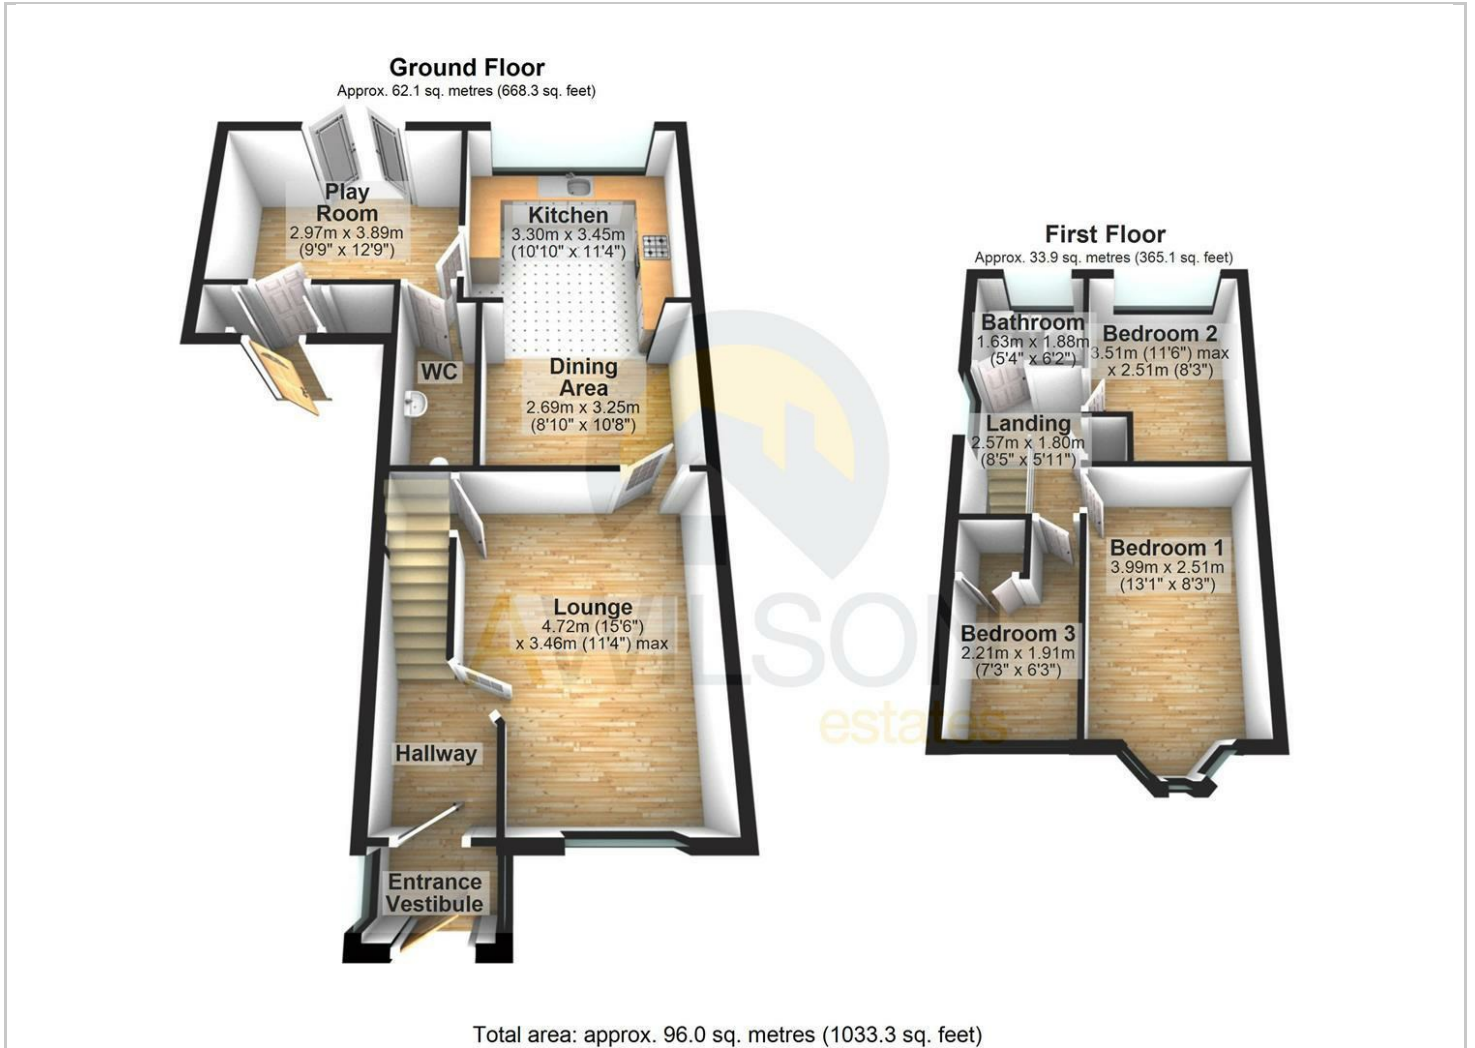 Ground Floor
Approx. 62.1 sq. metres (668.3 sq. feet)
Play
Room
2.97m x 3.89m
(9'9" x 12'9")
Kitchen
3.30m x 3.45m
(10'10" x 11'4")
WC
Dining
Area
2.69m x 3.25m
(8'10" x 10'8")
Lounge
4.72m (15'6")
x 3.46m (11'4") max
Hallway
Entrance
Vestibule
First Floor
Approx. 33.9 sq. metres (365.1 sq. feet)
Bathroom
1.63m x 1.88m
(5'4" x 6'2")
Bedroom 2
3.51m (11'6") max
x 2.51m (8'3")
Landing
2.57m x 1.80m
(8'5" x 5'11")
Bedroom 1
3.99m x 2.51m
(13'1" x 8'3")
Bedroom 3
2.21m x 1.91m
(7'3" x 6'3")
AWILSON
estates
Total area: approx. 96.0 sq. metres (1033.3 sq. feet)